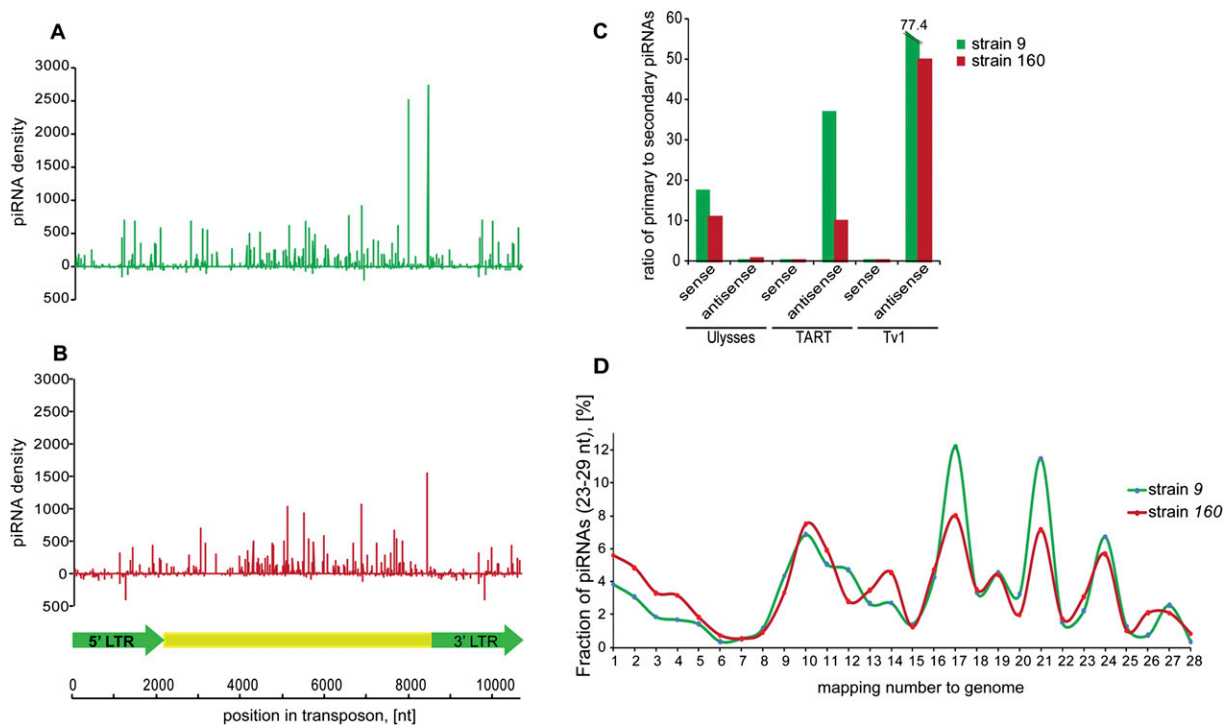 A
piRNA density
3000
2500
2000
1500
1000
500
0
500
B
piRNA density
3000
2500
2000
1500
1000
500
0
500
5' LTR
3' LTR
0 2000 4000 6000 8000 10000
position in transposon, [nt]
C
ratio of primary to secondary piRNAs
60
50
40
30
20
10
0
77.4
strain 9
strain 160
sense antisense sense antisense sense antisense
Ulysses TART Tv1
D
Fraction of piRNAs (23-29 nt), [%]
12
10
8
6
4
2
0
strain 9
strain 160
1 2 3 4 5 6 7 8 9 10 11 12 13 14 15 16 17 18 19 20 21 22 23 24 25 26 27 28
mapping number to genome